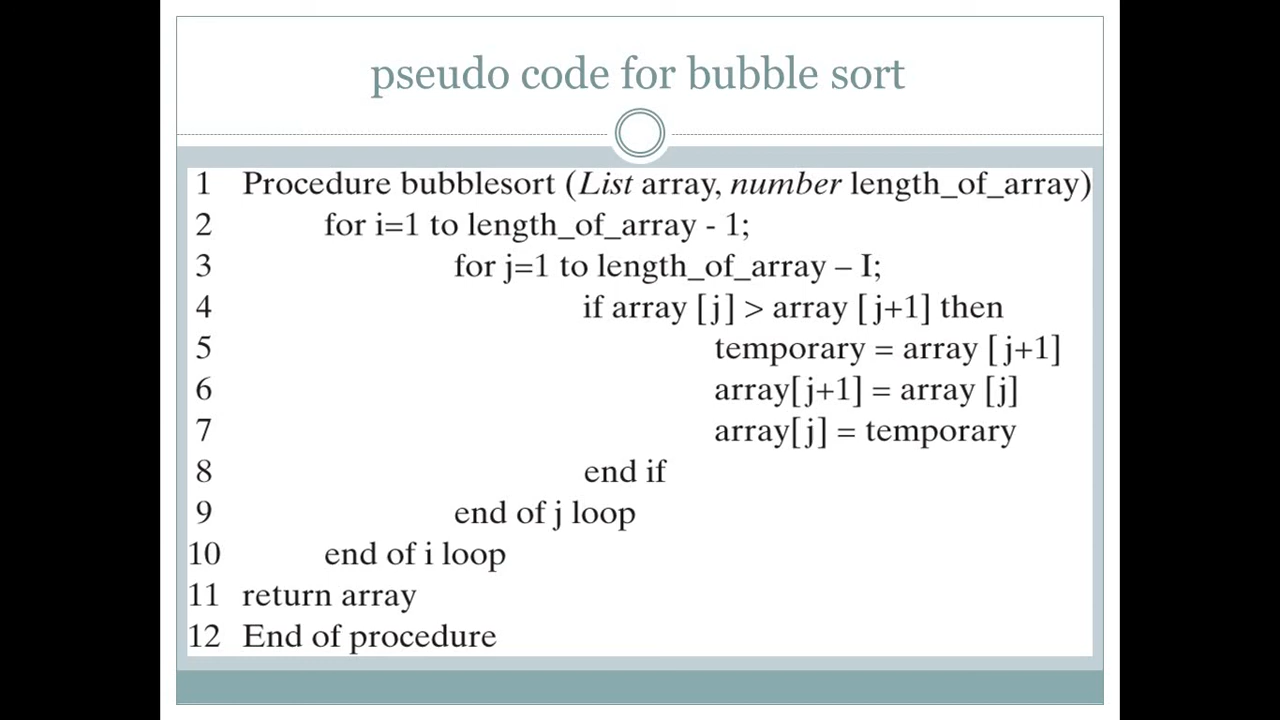 pseudo code for bubble sort
1 Procedure bubblesort (List array, number length_of_array)
2 for i=1 to length_of_array - 1;
3 for j=1 to length_of_array – I;
4 if array [j] > array [j+1] then
5 temporary = array [j+1]
6 array[j+1] = array [j]
7 array[j] = temporary
8 end if
9 end of j loop
10 end of i loop
11 return array
12 End of procedure